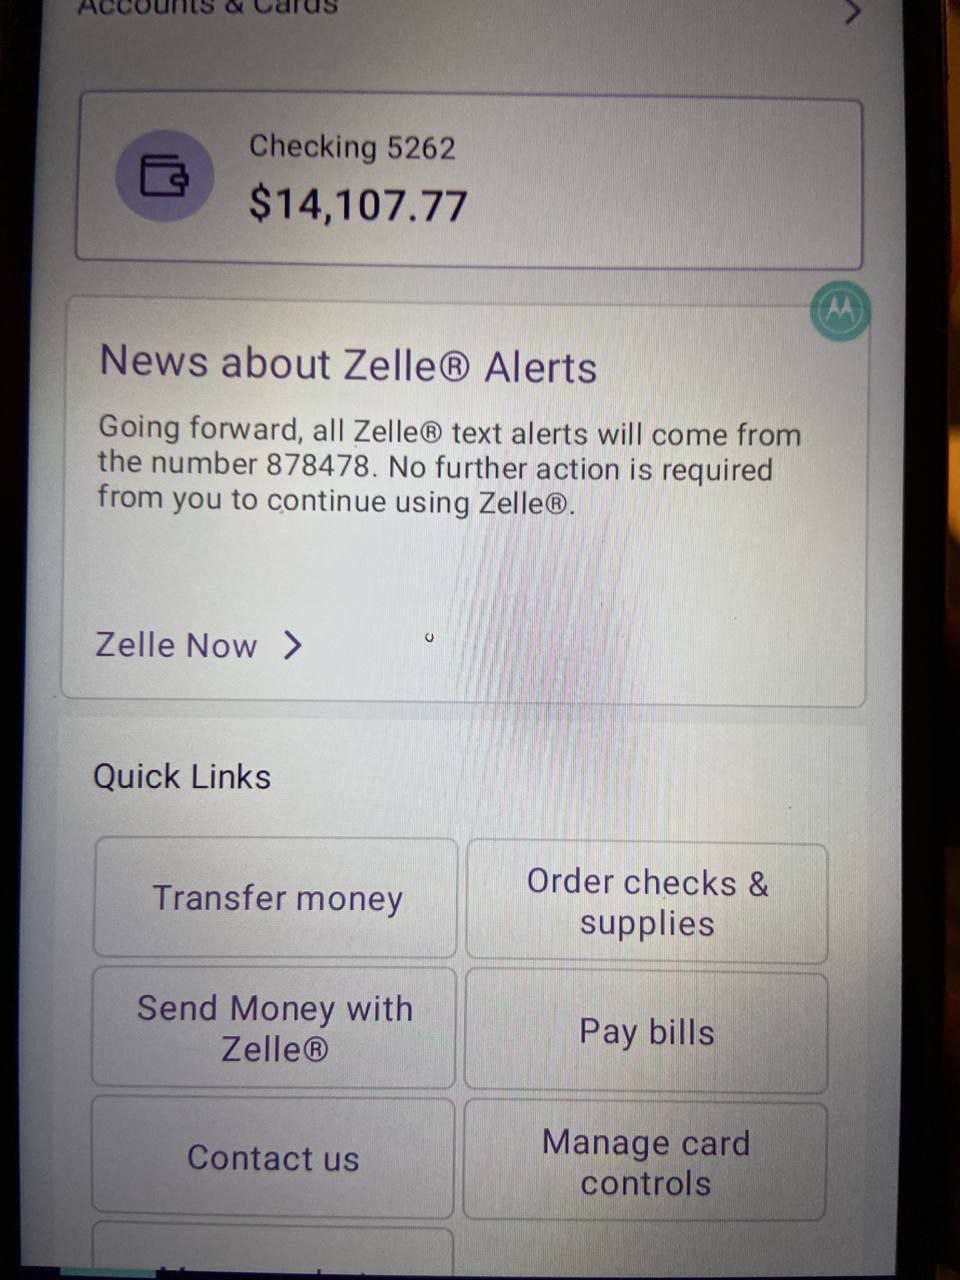 Accounts & Cards
Checking 5262
$14,107.77
News about Zelle® Alerts
Going forward, all Zelle® text alerts will come from
the number 878478. No further action is required
from you to continue using Zelle®.
Zelle Now
Quick Links
Transfer money
Order checks &
supplies
Send Money with
Zelle®
Pay bills
Contact us
Manage card
controls